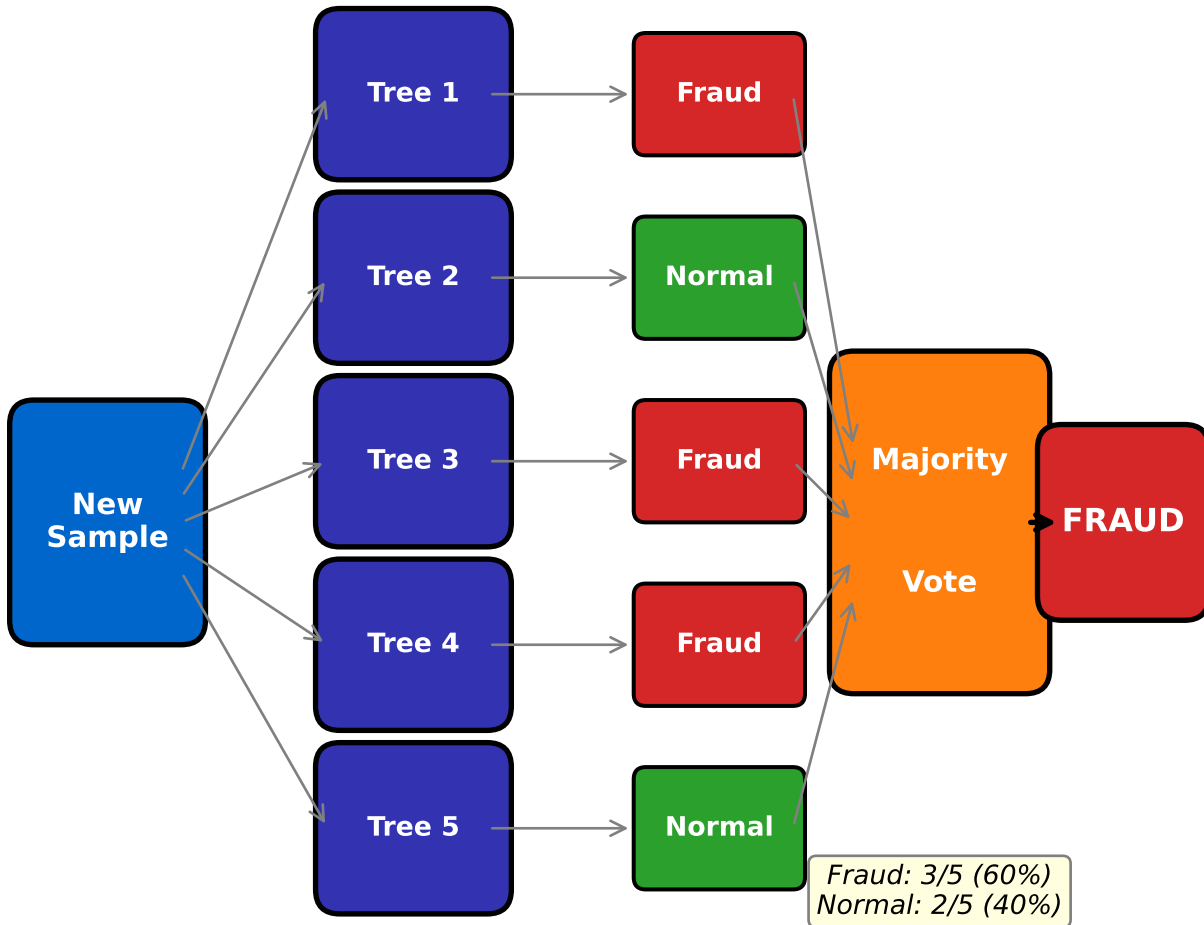 New
Sample
Tree 1
Fraud
Tree 2
Normal
Tree 3
Fraud
Tree 4
Fraud
Tree 5
Normal
Majority
Vote
FRAUD
Fraud: 3/5 (60%)
Normal: 2/5 (40%)